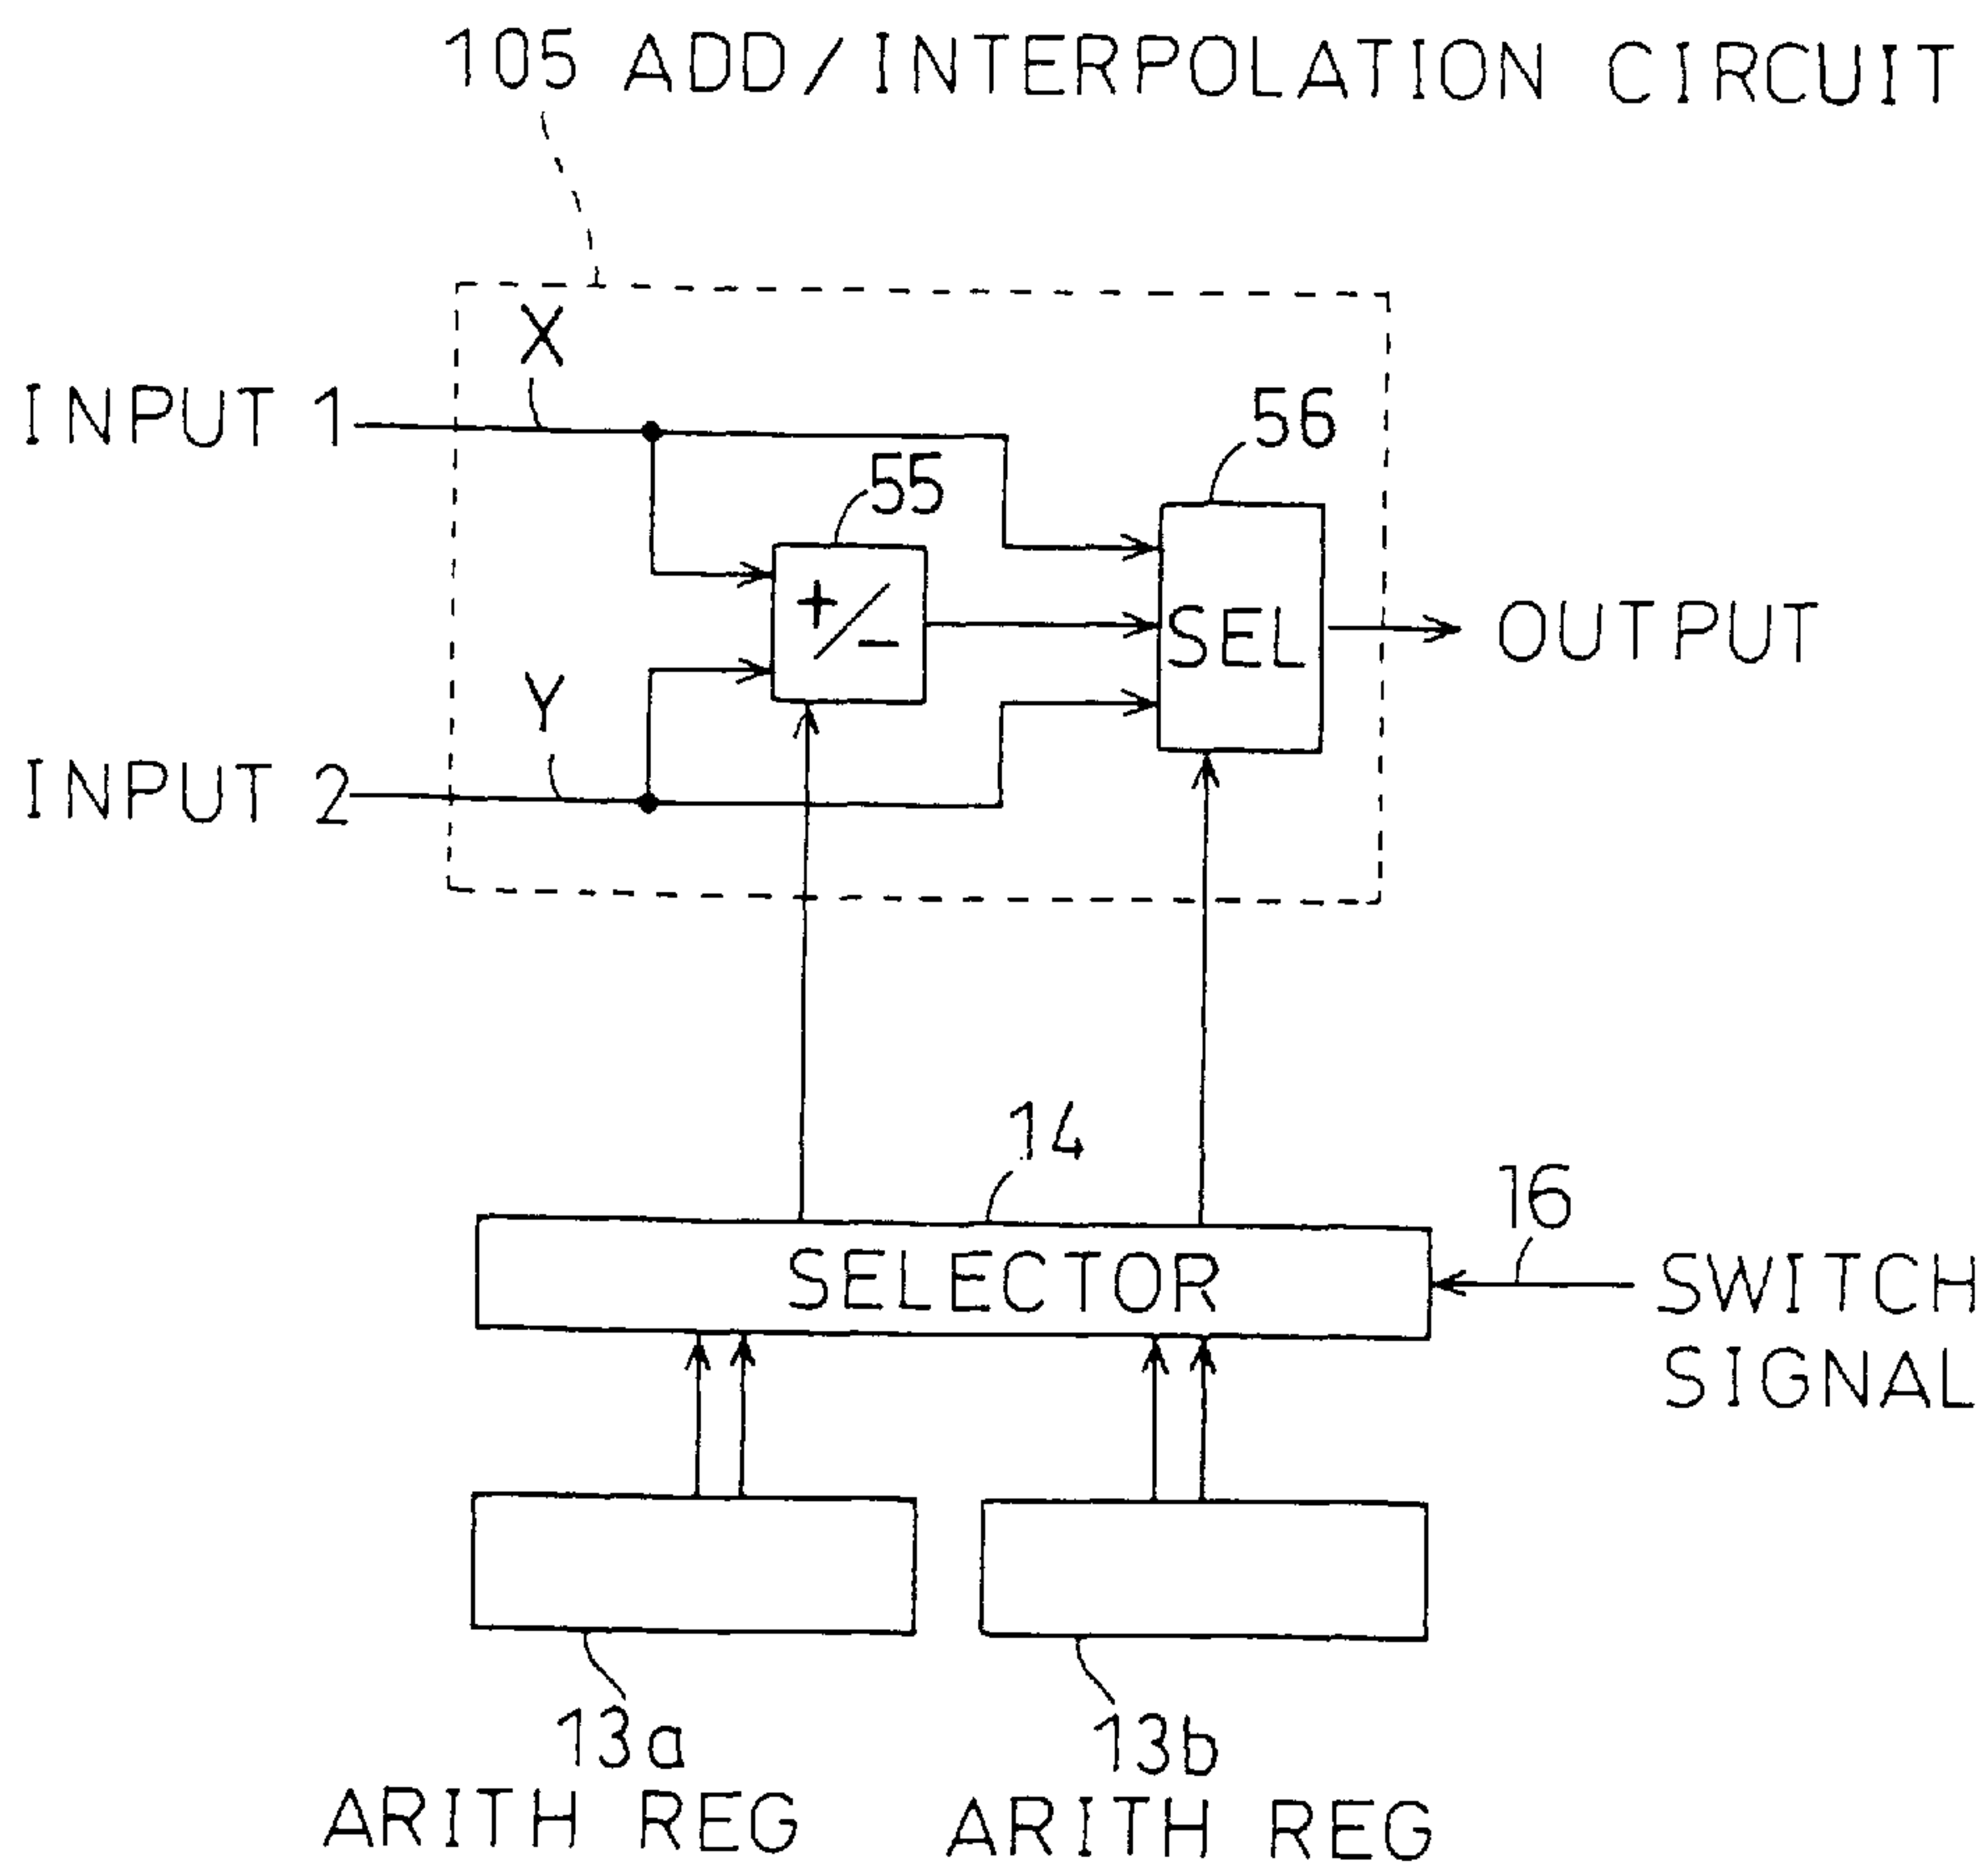 105 ADD/INTERPOLATION CIRCUIT
X
INPUT 1
56
55
+/-
SEL
OUTPUT
Y
INPUT 2
14
16
SELECTOR
SWITCH
SIGNAL
13a
ARITH REG
13b
ARITH REG